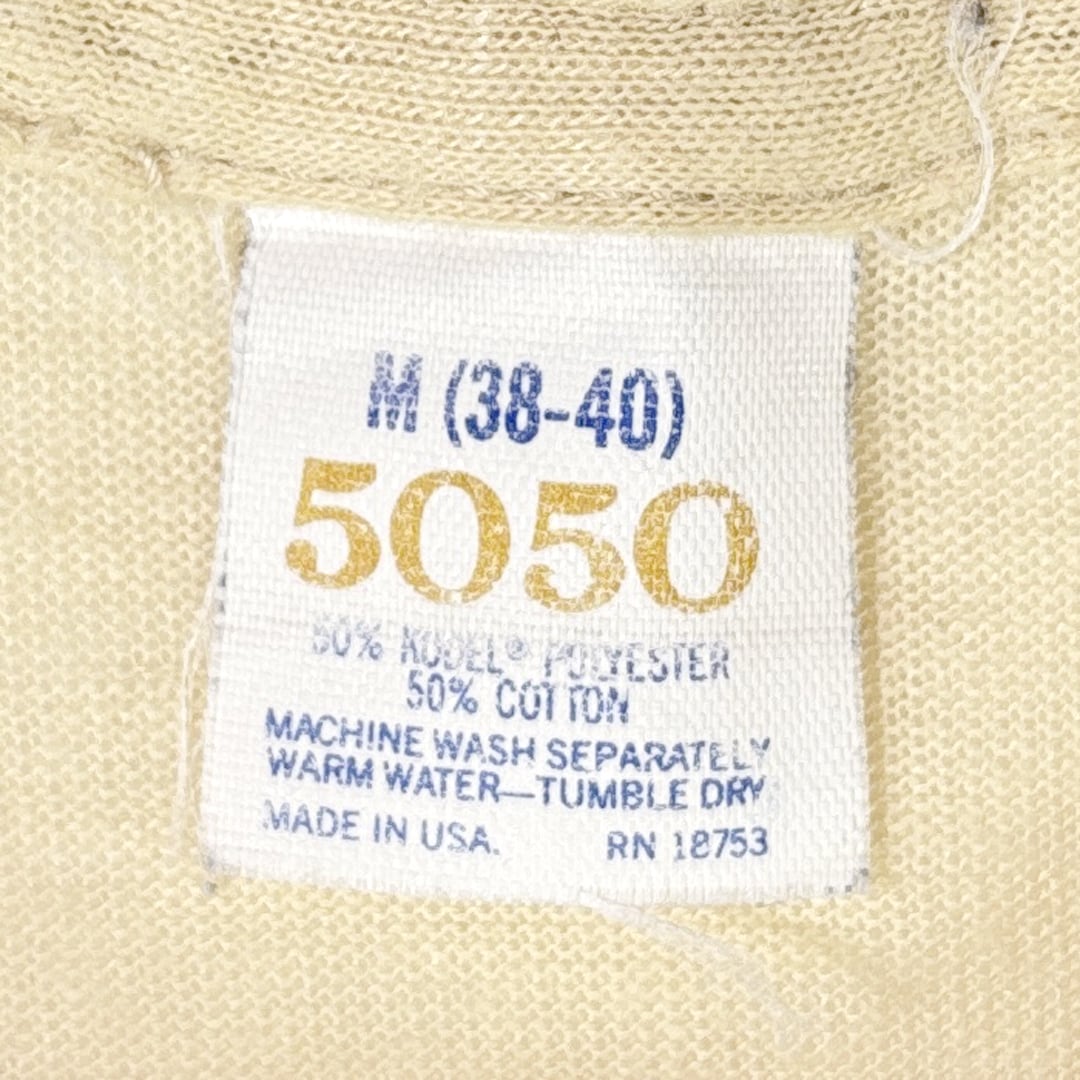 M (38-40)
5050
50% KODEL® POLYESTER
50% COTTON
MACHINE WASH SEPARATELY
WARM WATER—TUMBLE DRY
MADE IN USA.
RN 18753